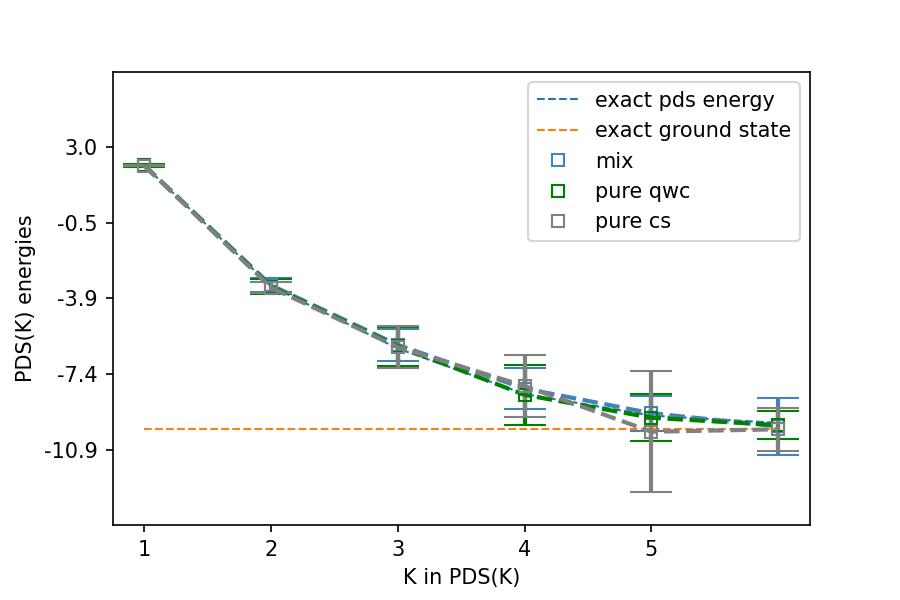 exact pds energy
exact ground state
mix
pure qwc
pure cs
PDS(K) energies
3.0
-0.5
-3.9
-7.4
-10.9
1
2
3
4
5
K in PDS(K)